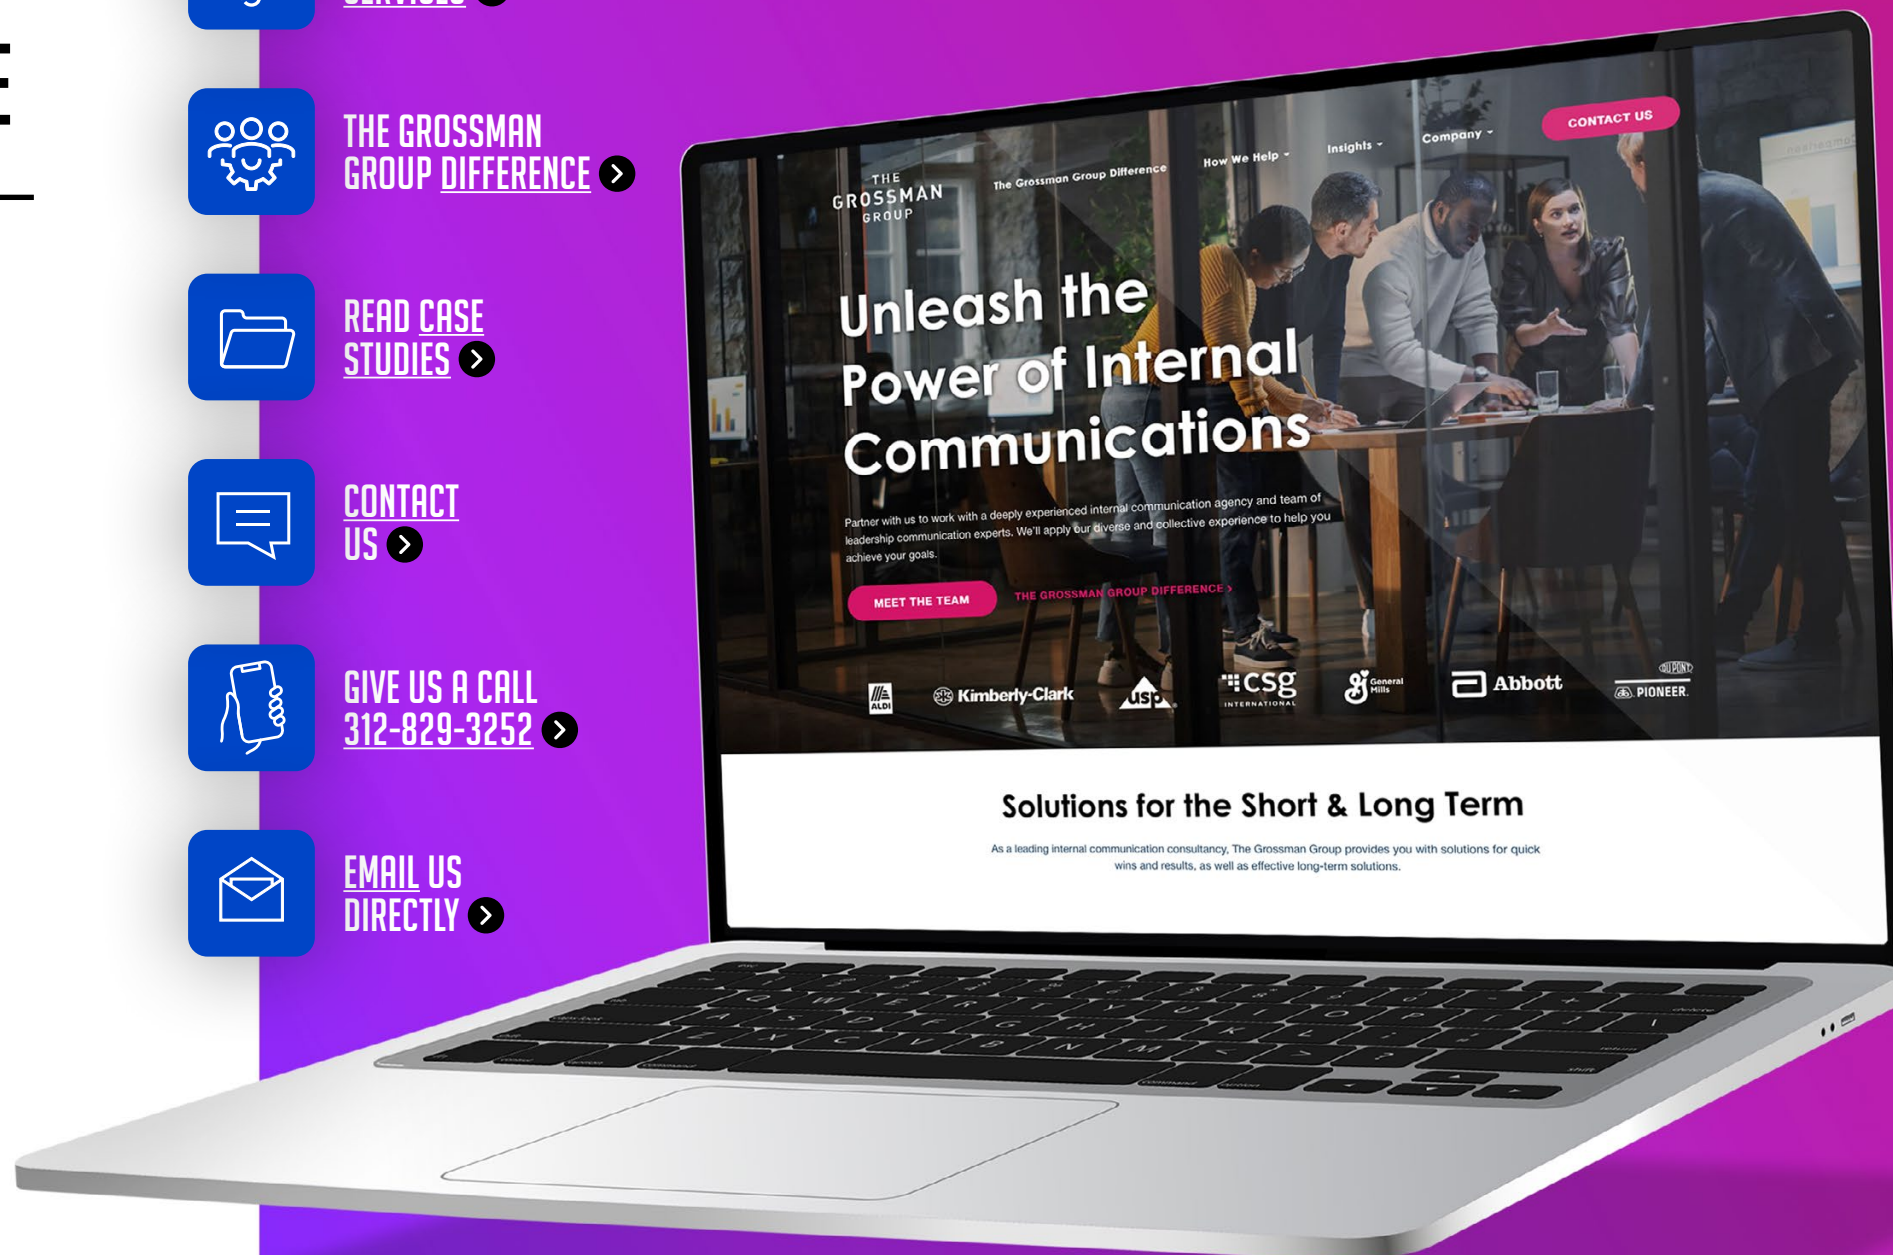 SERVICES
THE GROSSMAN
GROUP DIFFERENCE
READ CASE
STUDIES
CONTACT
US
GIVE US A CALL
312-829-3252
EMAIL US
DIRECTLY
THE
GROSSMAN
GROUP
The Grossman Group Difference
How We Help
Insights
Company
CONTACT US
Unleash the
Power of Internal
Communications
Partner with us to work with a deeply experienced internal communication agency and team of
leadership communication experts. We'll apply our diverse and collective experience to help you
achieve your goals.
MEET THE TEAM
THE GROSSMAN GROUP DIFFERENCE >
ALDI
Kimberly-Clark
usp
CSG
INTERNATIONAL
General
Mills
Abbott
DUPONT
PIONEER.
Solutions for the Short & Long Term
As a leading internal communication consultancy, The Grossman Group provides you with solutions for quick
wins and results, as well as effective long-term solutions.